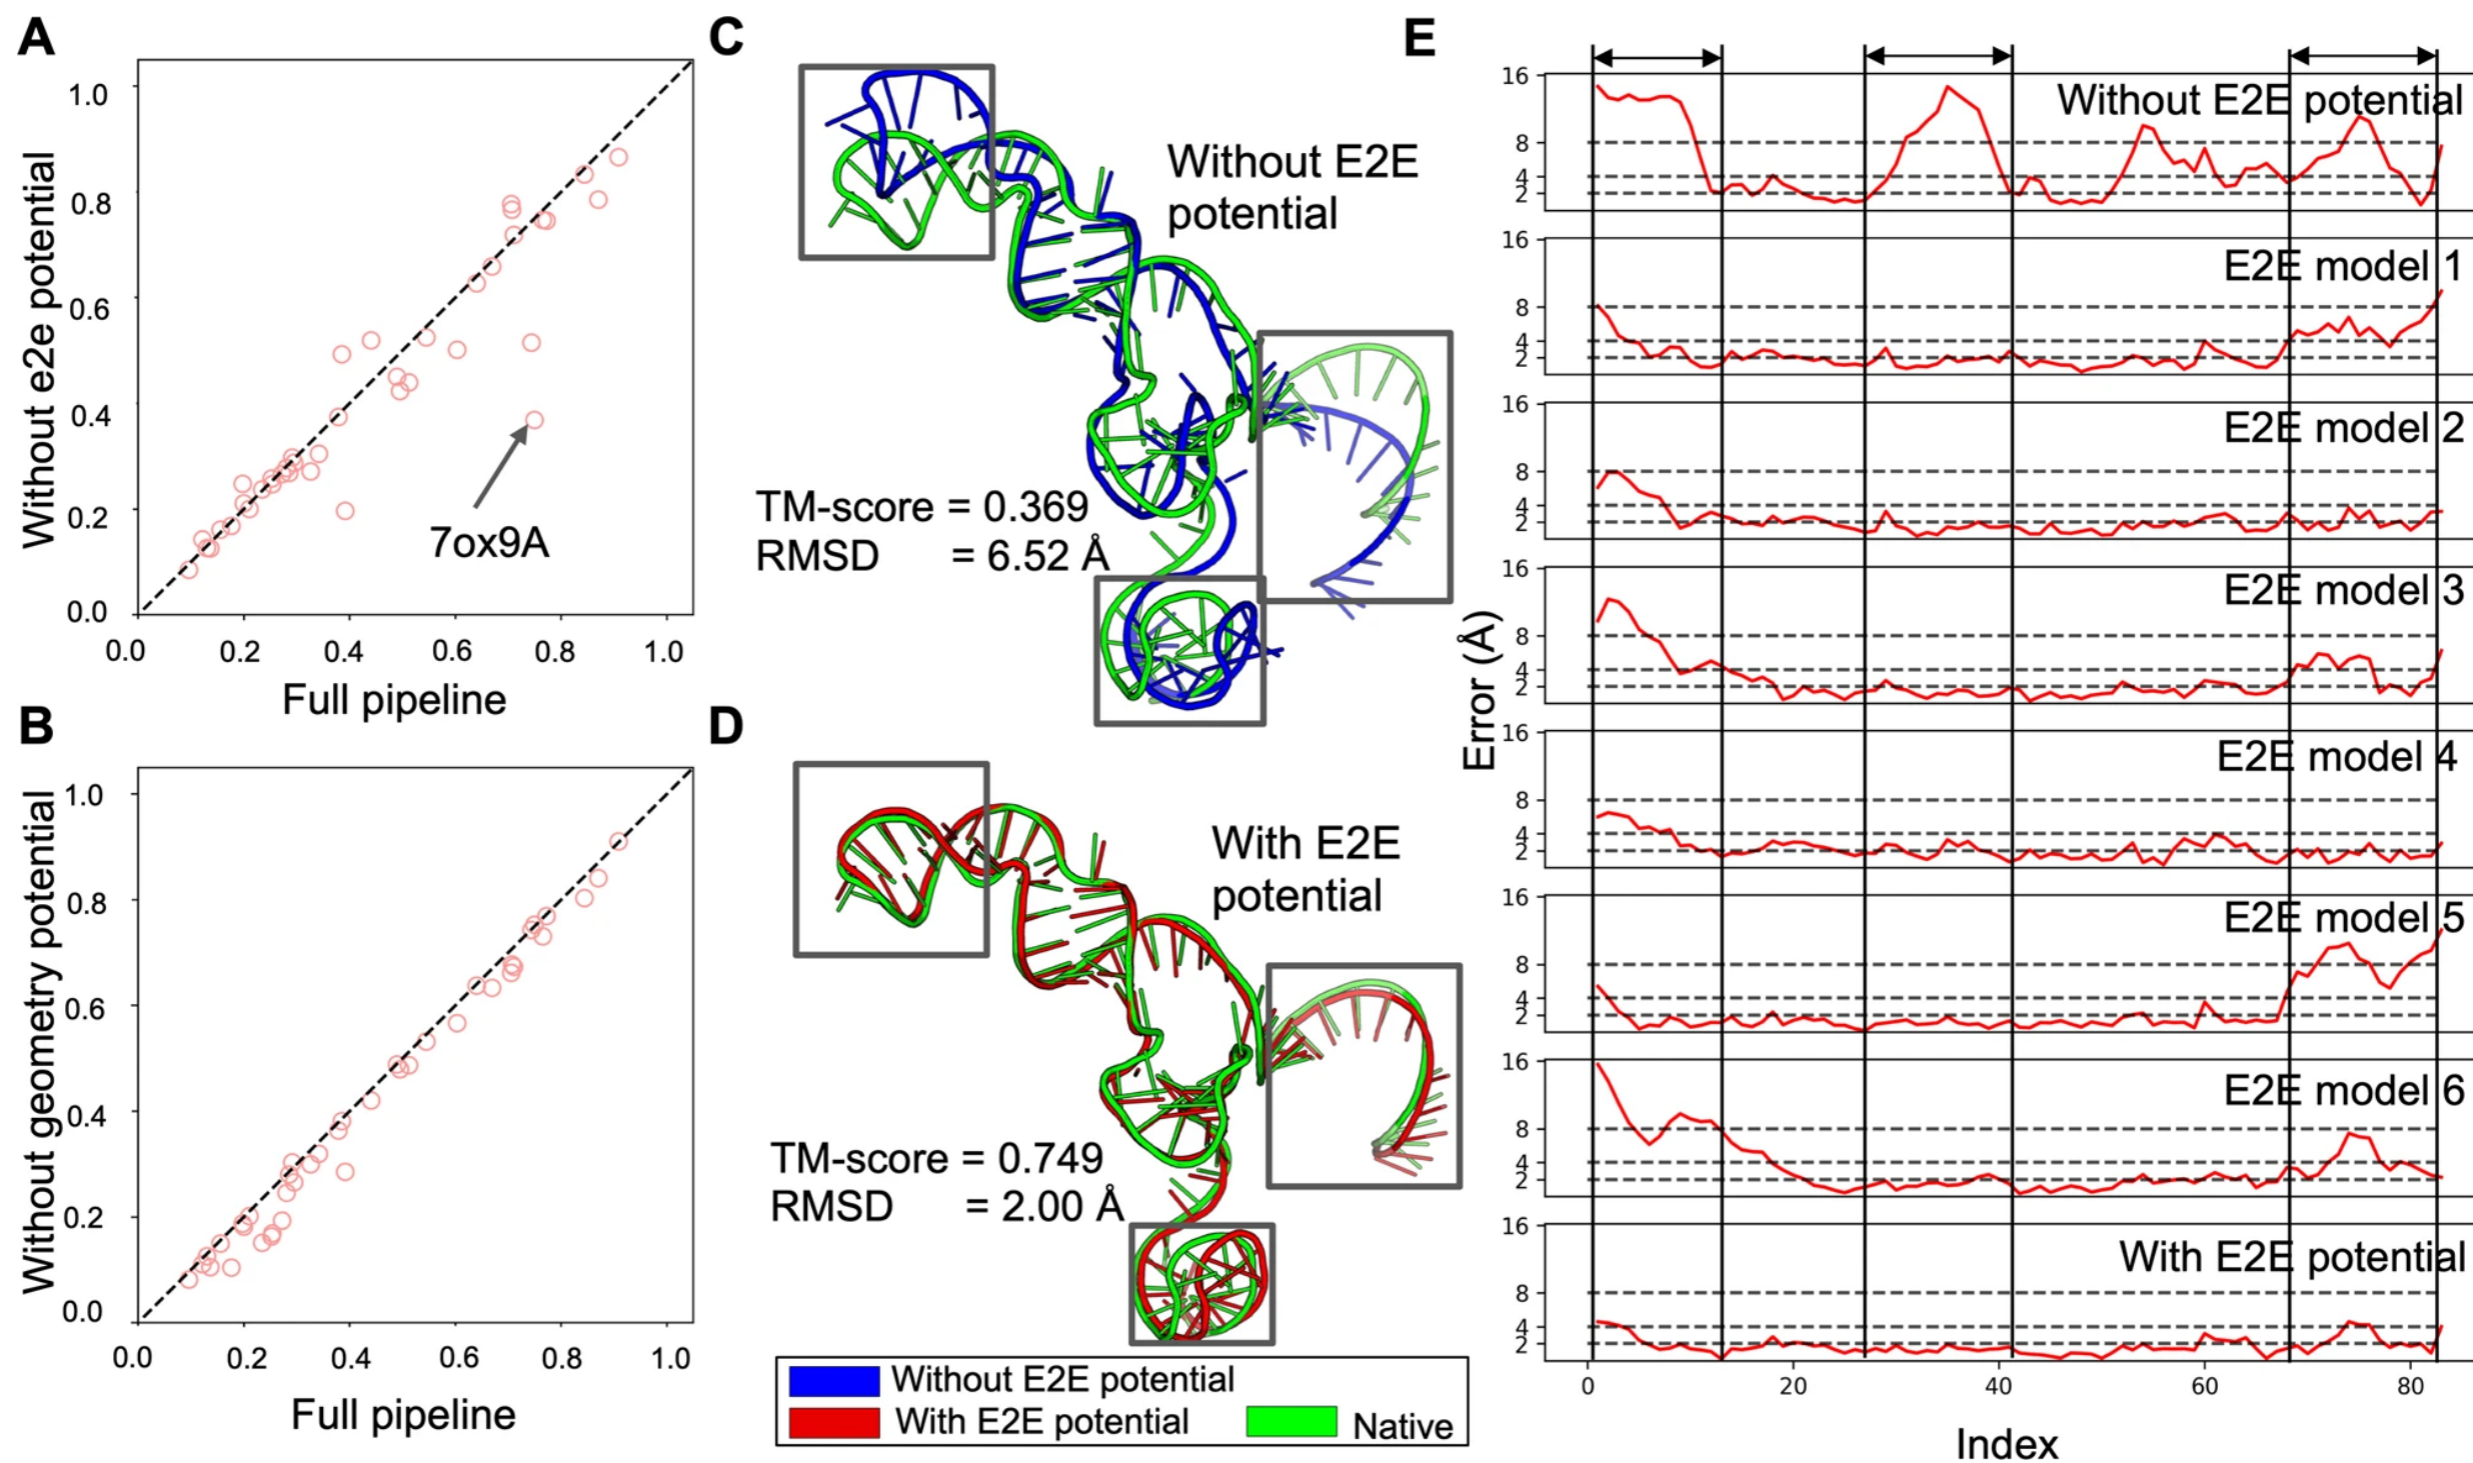 A
1.0
0.8
0.6
0.4
0.2
0.0
Without e2e potential
7ox9A
0.0 0.2 0.4 0.6 0.8 1.0
Full pipeline
B
1.0
0.8
0.6
0.4
0.2
0.0
Without geometry potential
0.0 0.2 0.4 0.6 0.8 1.0
Full pipeline
C
Without E2E
potential
TM-score = 0.369
RMSD = 6.52 Å
D
With E2E
potential
TM-score = 0.749
RMSD = 2.00 Å
Without E2E potential
With E2E potential
Native
E
Error (Å)
16
8
4
2
Without E2E potential
16
8
4
2
E2E model 1
16
8
4
2
E2E model 2
16
8
4
2
E2E model 3
16
8
4
2
E2E model 4
16
8
4
2
E2E model 5
16
8
4
2
E2E model 6
16
8
4
2
With E2E potential
0 20 40 60 80
Index